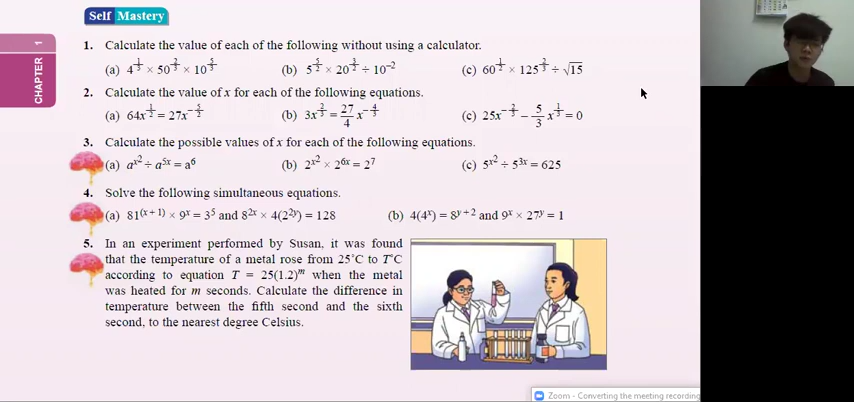 Self Mastery
CHAPTER 1
1. Calculate the value of each of the following without using a calculator.
(a) 4^{1/3} × 50^{2/3} × 10^{5/3} (b) 5^{5/2} × 20^{3/2} ÷ 10^{-2} (c) 60^{1/2} × 125^{2/3} ÷ √15
2. Calculate the value of x for each of the following equations.
(a) 64x^{1/2} = 27x^{-5/2} (b) 3x^{2/3} = 27/4 x^{-4/3} (c) 25x^{-2/3} − 5/3 x^{1/3} = 0
3. Calculate the possible values of x for each of the following equations.
(a) a^{x²} ÷ a^{5x} = a⁶ (b) 2^{x²} × 2^{6x} = 2⁷ (c) 5^{x²} ÷ 5^{3x} = 625
4. Solve the following simultaneous equations.
(a) 81^{(x + 1)} × 9^x = 3⁵ and 8^{2x} × 4(2^{2y}) = 128 (b) 4(4^x) = 8^{y + 2} and 9^x × 27^y = 1
5. In an experiment performed by Susan, it was found
that the temperature of a metal rose from 25°C to T°C
according to equation T = 25(1.2)^m when the metal
was heated for m seconds. Calculate the difference in
temperature between the fifth second and the sixth
second, to the nearest degree Celsius.
Zoom - Converting the meeting recording